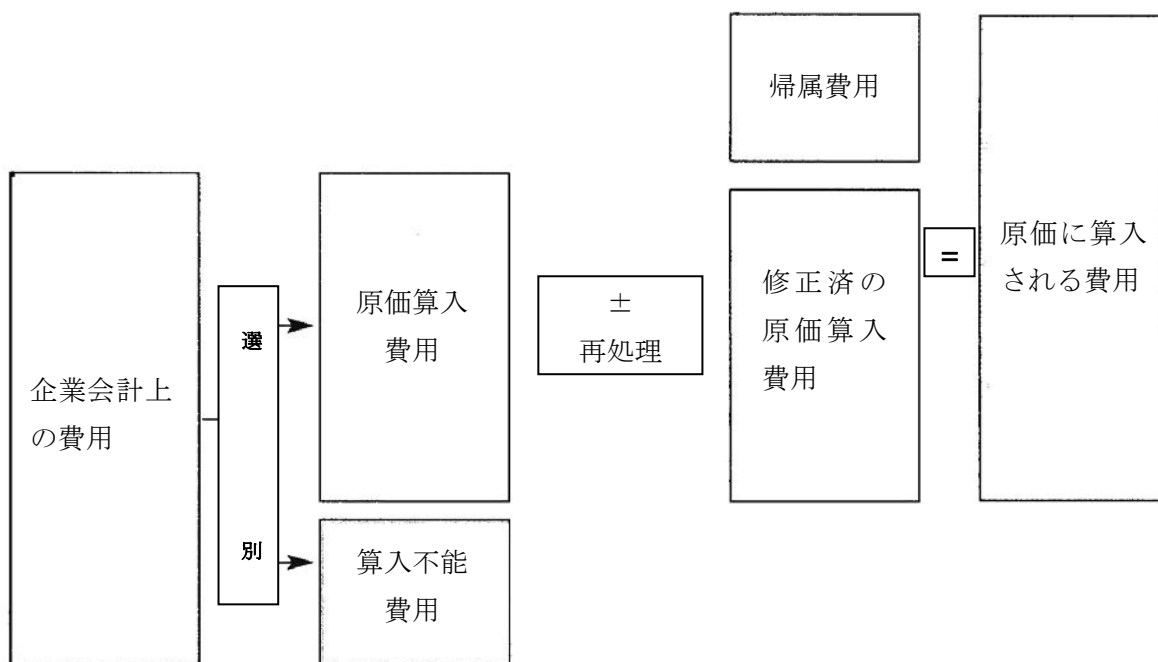 企業会計上
の費用
選
別
原価算入
費用
算入不能
費用
±
再処理
帰属費用
修正済の
原価算入
費用
=
原価に算入
される費用